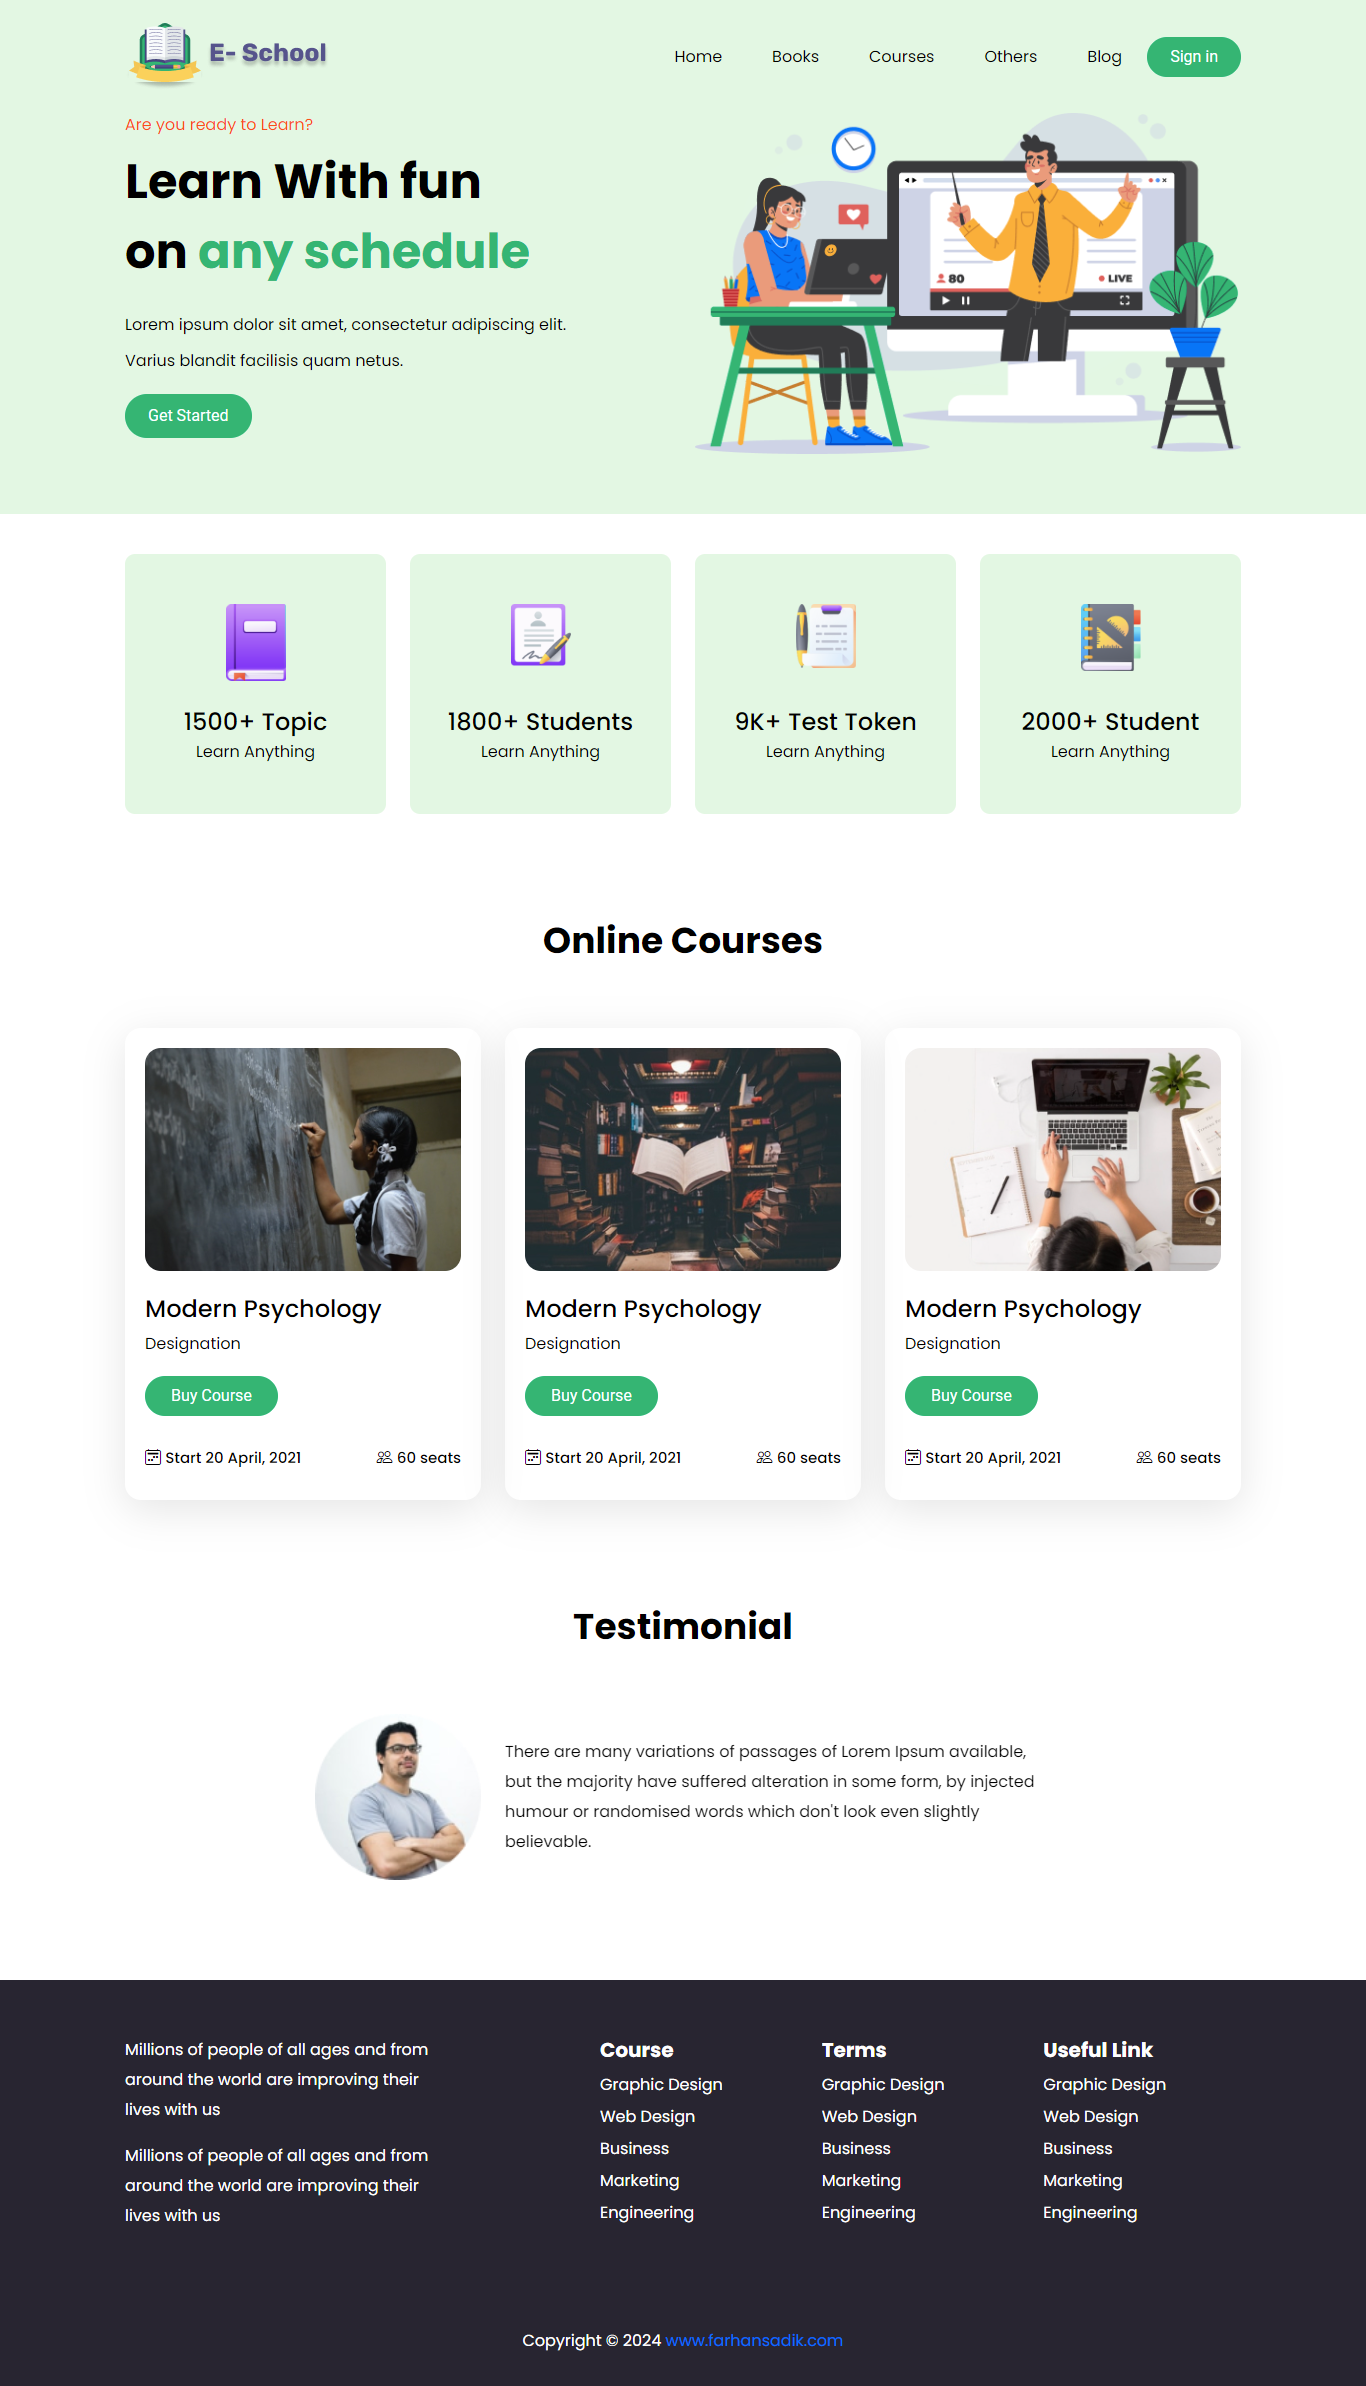 E- School
Home Books Courses Others Blog Sign in
Are you ready to Learn?
Learn With fun
on any schedule
Lorem ipsum dolor sit amet, consectetur adipiscing elit.
Varius blandit facilisis quam netus.
Get Started
80
LIVE
1500+ Topic
Learn Anything
1800+ Students
Learn Anything
9K+ Test Token
Learn Anything
2000+ Student
Learn Anything
Online Courses
EXIT
Modern Psychology
Designation
Buy Course
Start 20 April, 2021 60 seats
Modern Psychology
Designation
Buy Course
Start 20 April, 2021 60 seats
Modern Psychology
Designation
Buy Course
Start 20 April, 2021 60 seats
Testimonial
There are many variations of passages of Lorem Ipsum available,
but the majority have suffered alteration in some form, by injected
humour or randomised words which don't look even slightly
believable.
Millions of people of all ages and from
around the world are improving their
lives with us
Millions of people of all ages and from
around the world are improving their
lives with us
Course
Graphic Design
Web Design
Business
Marketing
Engineering
Terms
Graphic Design
Web Design
Business
Marketing
Engineering
Useful Link
Graphic Design
Web Design
Business
Marketing
Engineering
Copyright © 2024 www.farhansadik.com